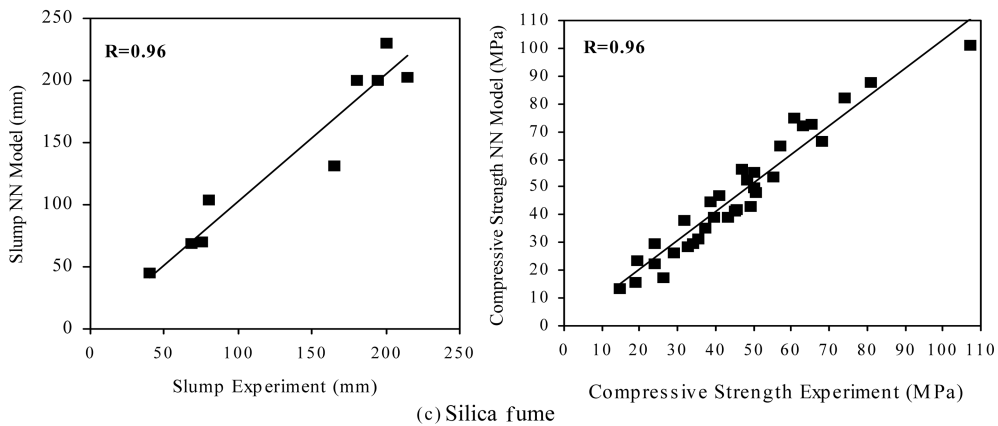 250
200
150
100
50
0
Slump NN Model (mm)
R=0.96
0 50 100 150 200 250
Slump Experiment (mm)
110
100
90
80
70
60
50
40
30
20
10
0
Compressive Strength NN Model (MPa)
R=0.96
0 10 20 30 40 50 60 70 80 90 100 110
Compressive Strength Experiment (MPa)
(c) Silica fume